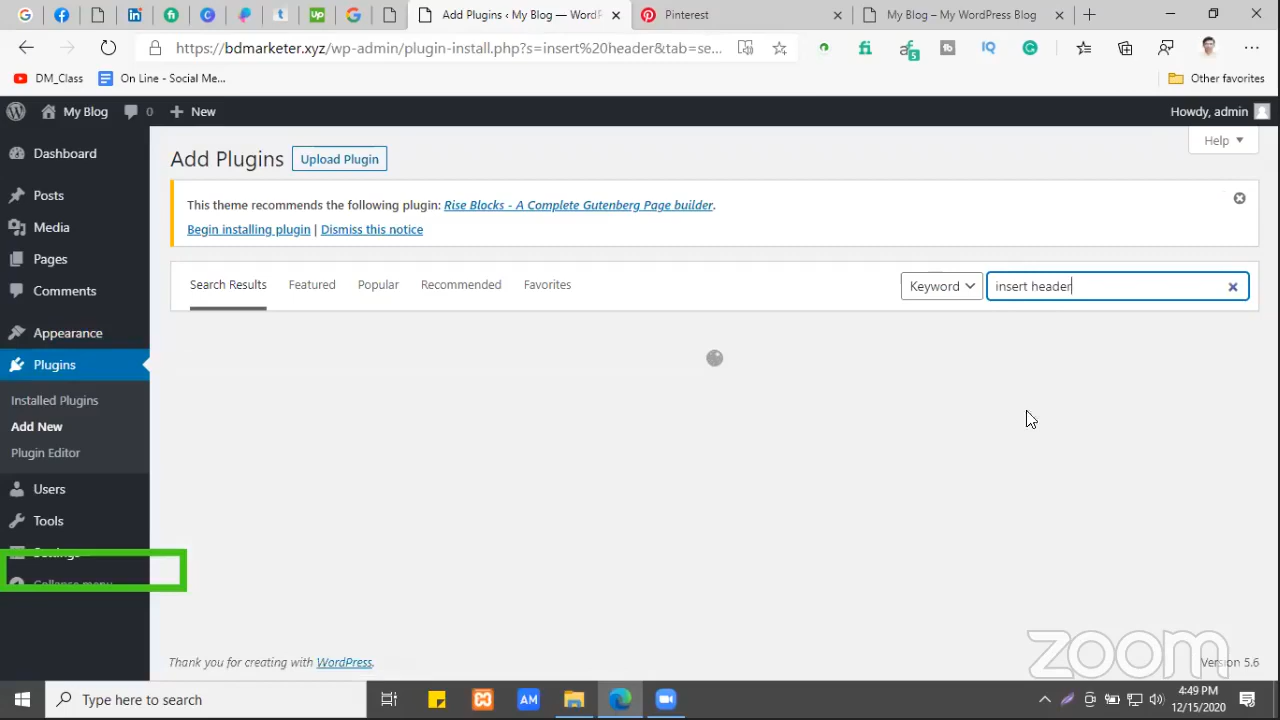 Add Plugins ‹ My Blog — WordP
Pinterest
My Blog – My WordPress Blog
https://bdmarketer.xyz/wp-admin/plugin-install.php?s=insert%20header&tab=se...
5
DM_Class
On Line - Social Me...
Other favorites
My Blog
0
New
Howdy, admin
Dashboard
Posts
Media
Pages
Comments
Appearance
Plugins
Installed Plugins
Add New
Plugin Editor
Users
Tools
Settings
Collapse menu
Help
Add Plugins
Upload Plugin
This theme recommends the following plugin: Rise Blocks - A Complete Gutenberg Page builder.
Begin installing plugin | Dismiss this notice
Search Results
Featured
Popular
Recommended
Favorites
Keyword
insert header
Thank you for creating with WordPress.
Version 5.6
zoom
Type here to search
AM
4:49 PM
12/15/2020